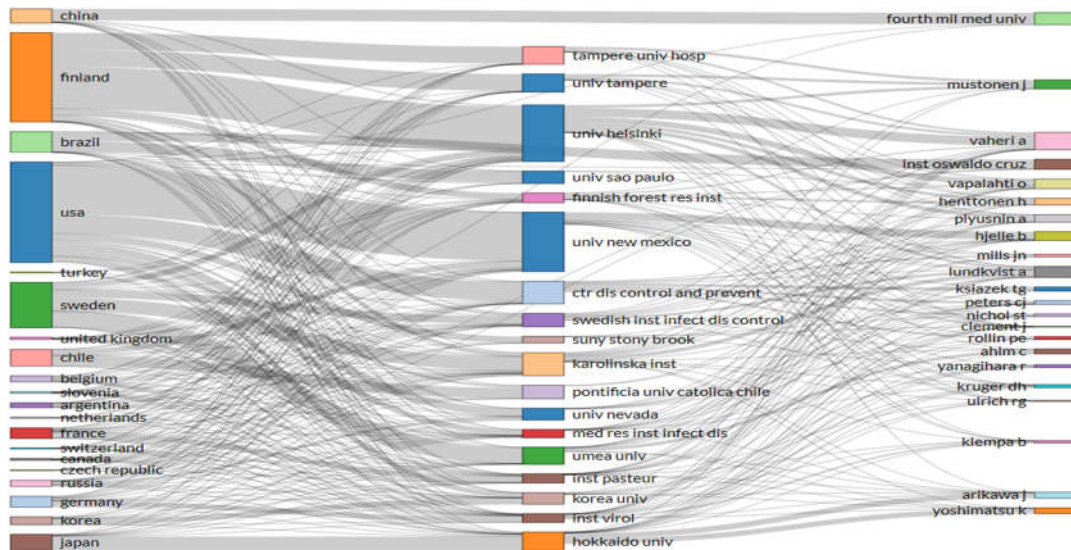 china
finland
brazil
usa
turkey
sweden
united kingdom
chile
belgium
slovenia
argentina
netherlands
france
switzerland
canada
czech republic
russia
germany
korea
japan
tampere univ hosp
univ tampere
univ helsinki
univ sao paulo
finnish forest res inst
univ new mexico
ctr dis control and prevent
swedish inst infect dis control
suny stony brook
karolinska inst
pontificia univ catolica chile
univ nevada
med res inst infect dis
umea univ
inst pasteur
korea univ
inst virol
hokkaido univ
fourth mil med univ
mustonen j
vaheri a
inst oswaldo cruz
vapalahti o
henttonen h
plyusnin a
hjelle b
mills jn
lundkvist a
ksiazek tg
peters cj
nichol st
clement j
rollin pe
ahlm c
yanagihara r
kruger dh
ulrich rg
klempa b
arikawa j
yoshimatsu k